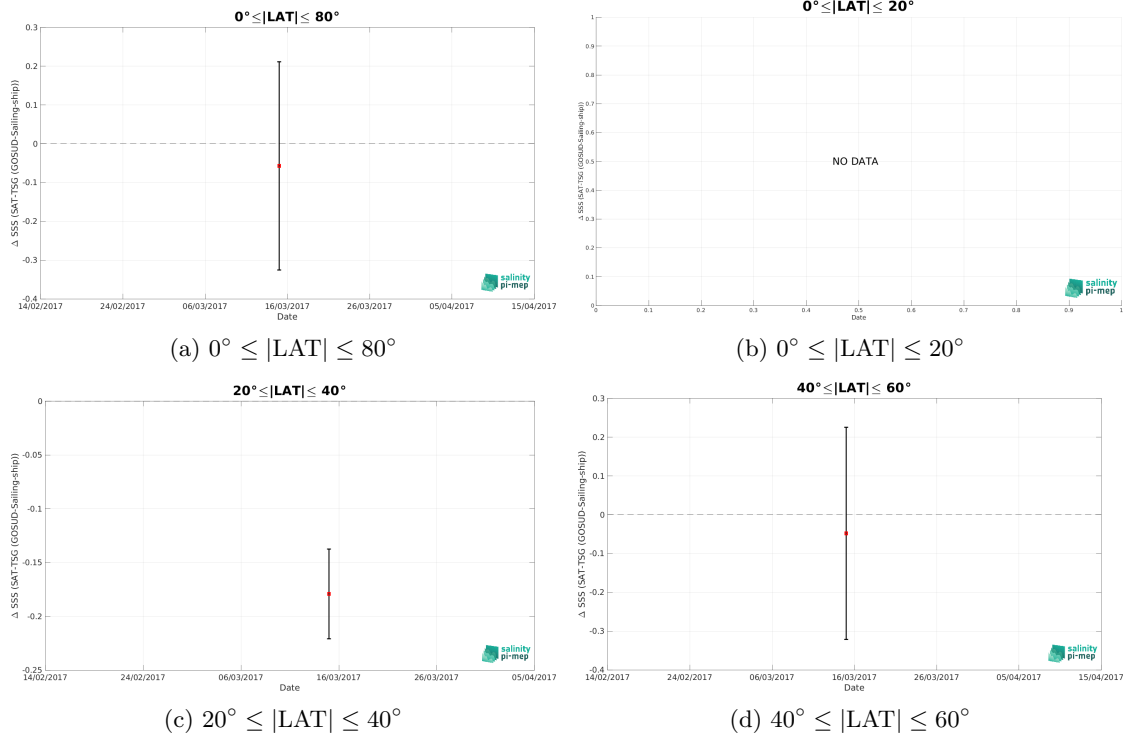 0°≤|LAT|≤ 80°
0.3
0.2
0.1
0
-0.1
-0.2
-0.3
-0.4
Δ SSS (SAT-TSG (GOSUD-Sailing-ship))
14/02/2017 24/02/2017 06/03/2017 16/03/2017 26/03/2017 05/04/2017 15/04/2017
Date
salinity
pi-mep
(a) 0° ≤ |LAT| ≤ 80°
0°≤|LAT|≤ 20°
1
0.9
0.8
0.7
0.6
0.5
0.4
0.3
0.2
0.1
0
Δ SSS (SAT-TSG (GOSUD-Sailing-ship))
NO DATA
0 0.1 0.2 0.3 0.4 0.5 0.6 0.7 0.8 0.9 1
Date
salinity
pi-mep
(b) 0° ≤ |LAT| ≤ 20°
20°≤|LAT|≤ 40°
0
-0.05
-0.1
-0.15
-0.2
-0.25
Δ SSS (SAT-TSG (GOSUD-Sailing-ship))
14/02/2017 24/02/2017 06/03/2017 16/03/2017 26/03/2017 05/04/2017
Date
salinity
pi-mep
(c) 20° ≤ |LAT| ≤ 40°
40°≤|LAT|≤ 60°
0.3
0.2
0.1
0
-0.1
-0.2
-0.3
-0.4
Δ SSS (SAT-TSG (GOSUD-Sailing-ship))
14/02/2017 24/02/2017 06/03/2017 16/03/2017 26/03/2017 05/04/2017 15/04/2017
Date
salinity
pi-mep
(d) 40° ≤ |LAT| ≤ 60°